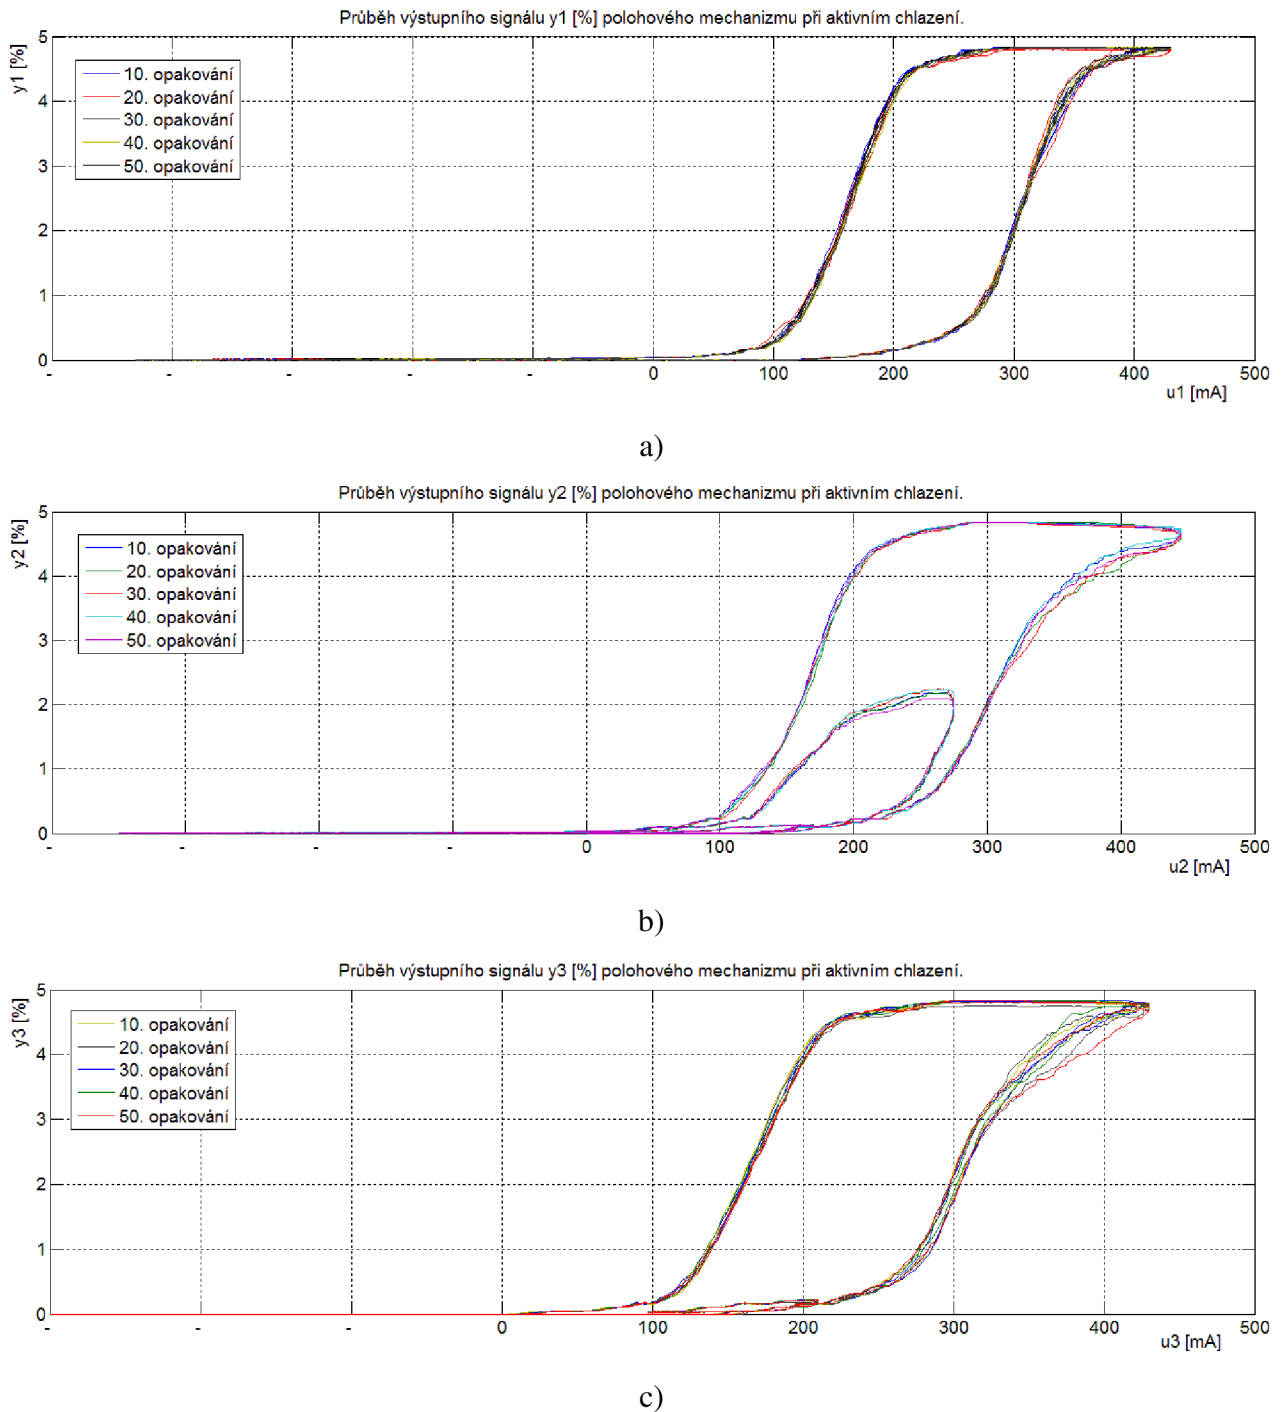 Průběh výstupního signálu y1 [%] polohového mechanizmu při aktivním chlazení.
y1 [%]
5
4
3
2
1
0
10. opakování
20. opakování
30. opakování
40. opakování
50. opakování
- - - - - 0 100 200 300 400 500
u1 [mA]
a)
Průběh výstupního signálu y2 [%] polohového mechanizmu při aktivním chlazení.
y2 [%]
5
4
3
2
1
0
10. opakování
20. opakování
30. opakování
40. opakování
50. opakování
- - - - 0 100 200 300 400 500
u2 [mA]
b)
Průběh výstupního signálu y3 [%] polohového mechanizmu při aktivním chlazení.
y3 [%]
5
4
3
2
1
0
10. opakování
20. opakování
30. opakování
40. opakování
50. opakování
- - - 0 100 200 300 400 500
u3 [mA]
c)